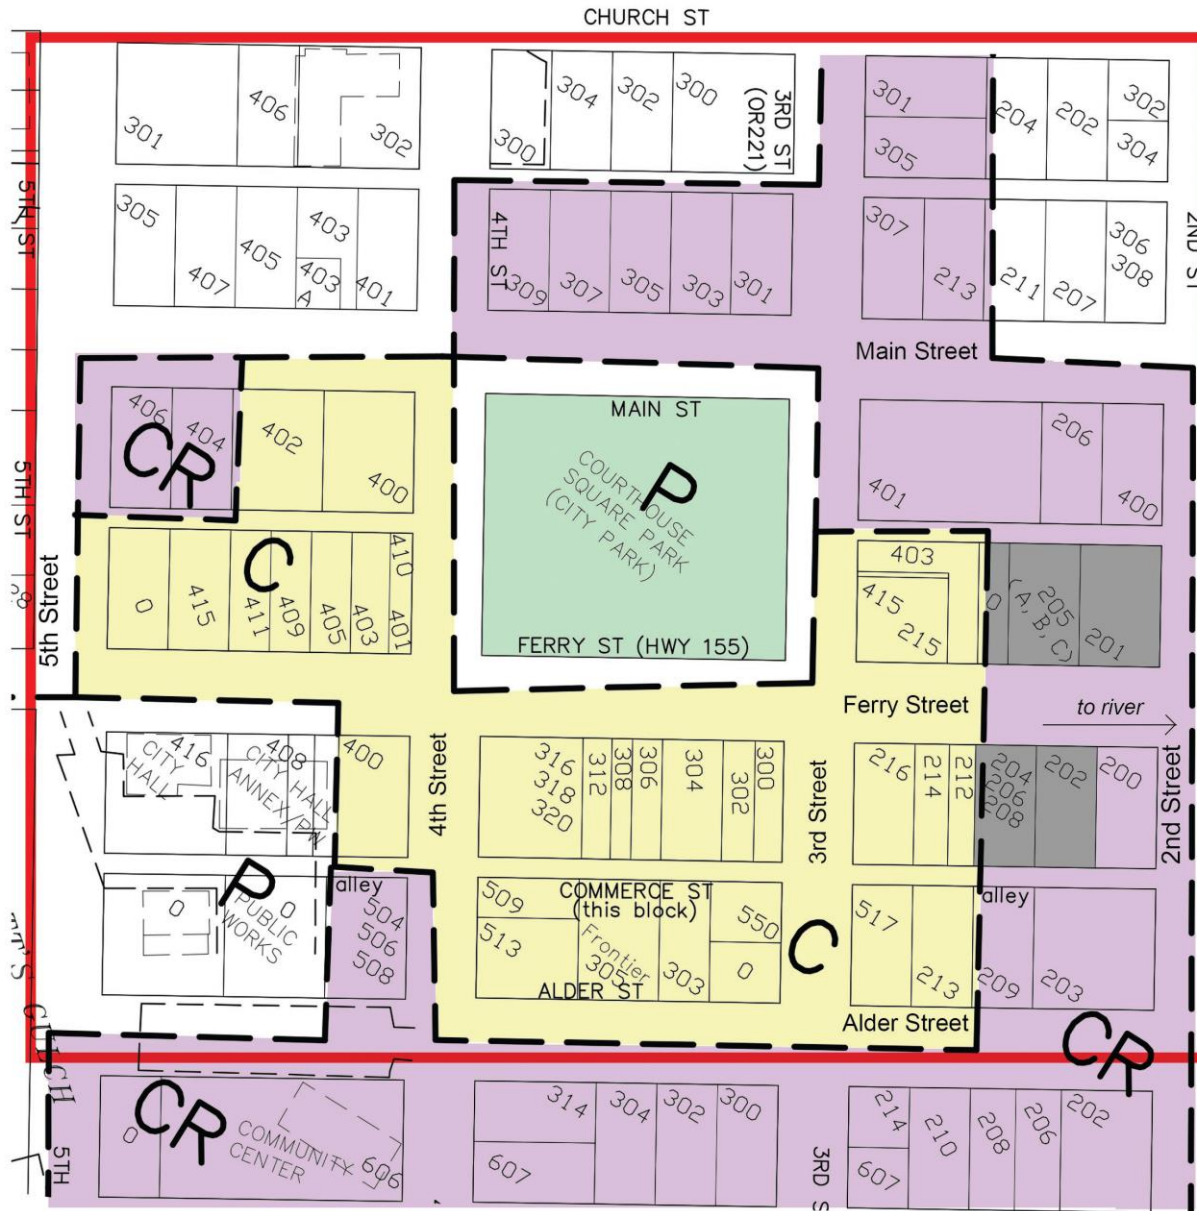 CHURCH ST
301
406
302
300
304
302
300
3RD ST
(OR221)
301
305
204
202
302
304
5TH ST
305
407
405
403
403
A
401
4TH ST
309
307
305
303
301
307
213
211
207
306
308
2ND ST
Main Street
406
404
CR
402
400
MAIN ST
COURTHOUSE
SQUARE PARK
(CITY PARK)
P
401
206
400
5TH ST
5th Street
0
415
C
411
409
405
403
410
401
FERRY ST (HWY 155)
403
415
215
0
205
(A, B, C)
201
Ferry Street
to river
416
CITY
HALL
408
CITY HALL
ANNEX/PW
400
4th Street
316
318
320
312
308
306
304
302
300
3rd Street
216
214
212
204
206
208
202
200
2nd Street
P
0
0
PUBLIC
WORKS
alley
504
506
508
509
513
COMMERCE ST
(this block)
Frontier
305
303
550
0
ALDER ST
C
517
213
alley
209
203
Alder Street
CR
GULCH
5TH
0
CR
COMMUNITY
CENTER
606
314
607
304
302
300
3RD S
214
607
210
208
206
202